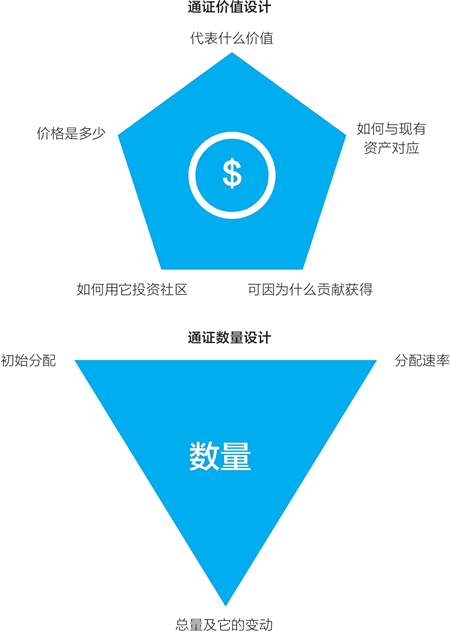 通证价值设计
代表什么价值
价格是多少
如何与现有
资产对应
$
如何用它投资社区
可因为什么贡献获得
通证数量设计
初始分配
分配速率
数量
总量及它的变动